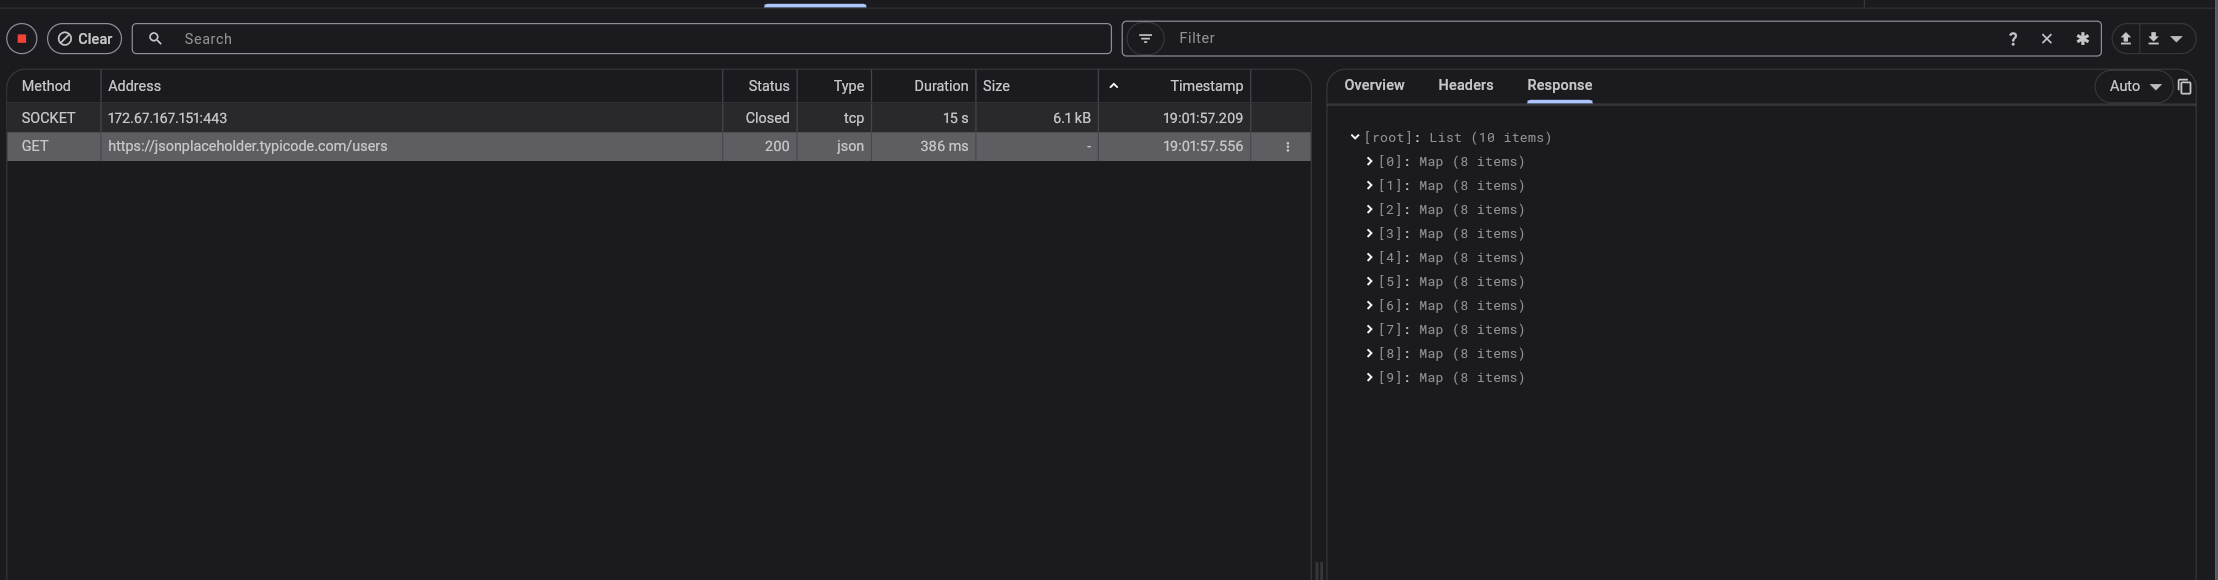 Clear
Search
Filter
?
Method Address Status Type Duration Size Timestamp
SOCKET 172.67.167.151:443 Closed tcp 15 s 6.1 kB 19:01:57.209
GET https://jsonplaceholder.typicode.com/users 200 json 386 ms - 19:01:57.556
Overview Headers Response Auto
[root]: List (10 items)
[0]: Map (8 items)
[1]: Map (8 items)
[2]: Map (8 items)
[3]: Map (8 items)
[4]: Map (8 items)
[5]: Map (8 items)
[6]: Map (8 items)
[7]: Map (8 items)
[8]: Map (8 items)
[9]: Map (8 items)